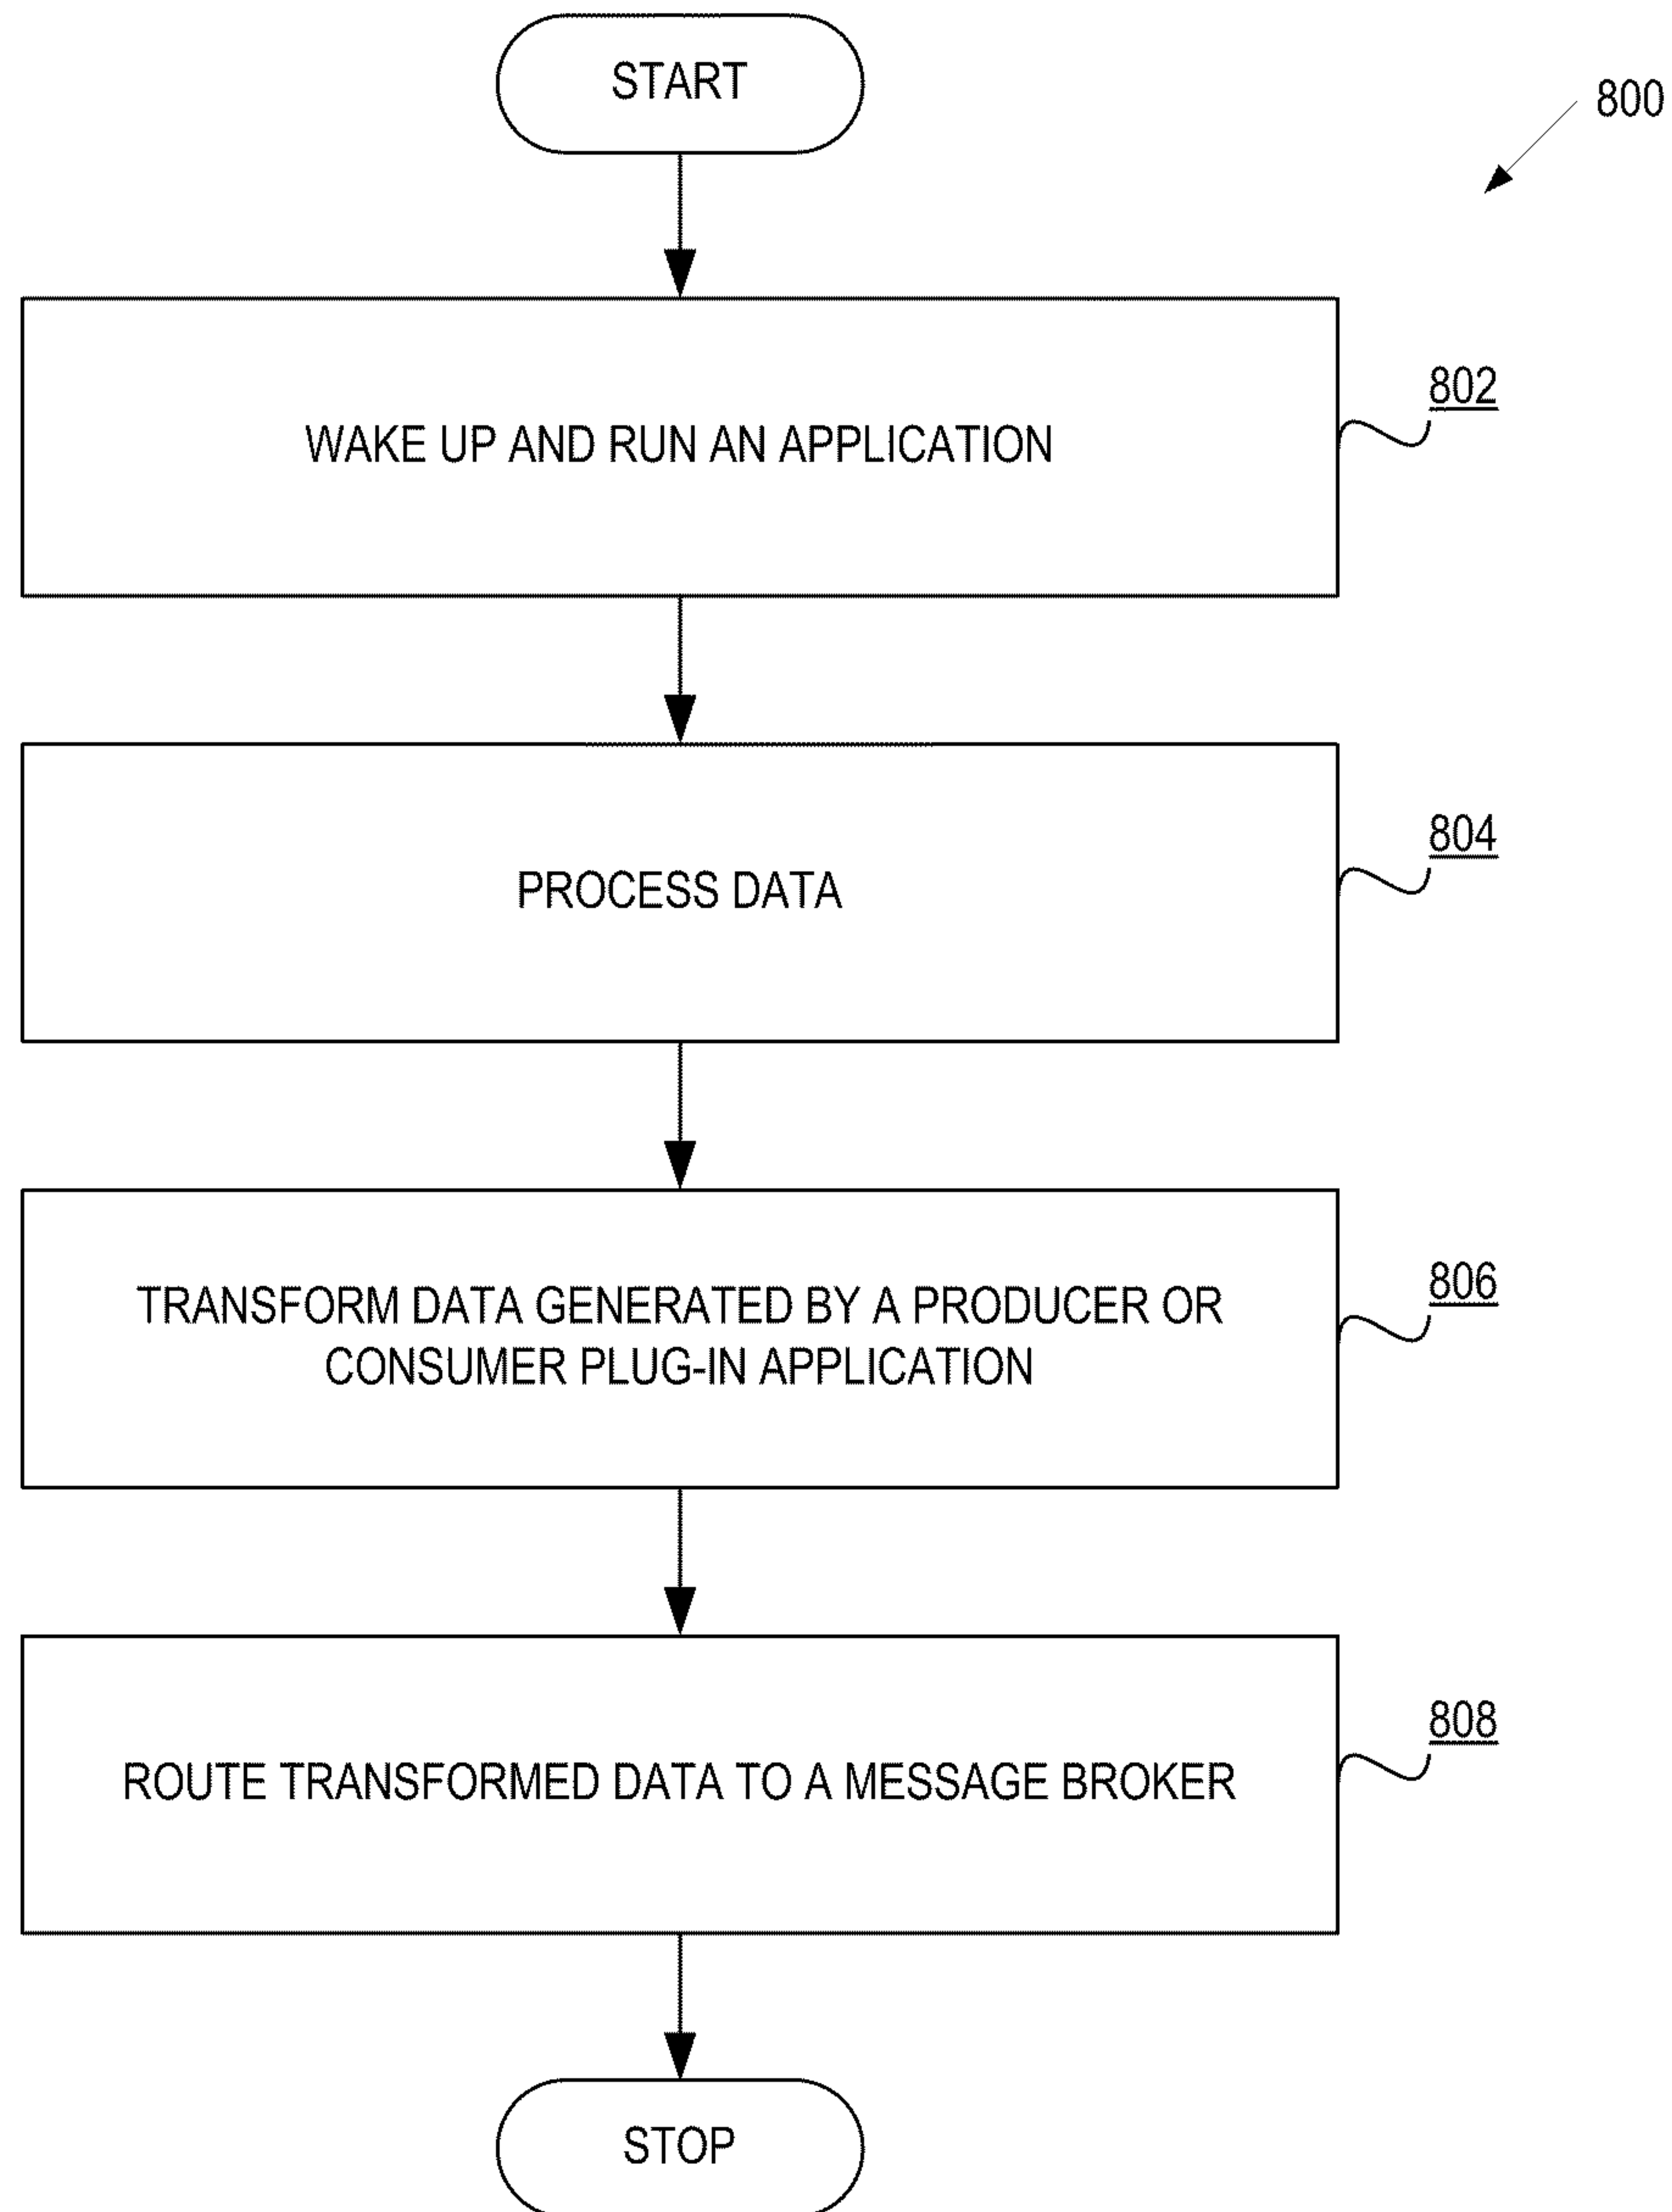 START
800
802
WAKE UP AND RUN AN APPLICATION
804
PROCESS DATA
806
TRANSFORM DATA GENERATED BY A PRODUCER OR
CONSUMER PLUG-IN APPLICATION
808
ROUTE TRANSFORMED DATA TO A MESSAGE BROKER
STOP